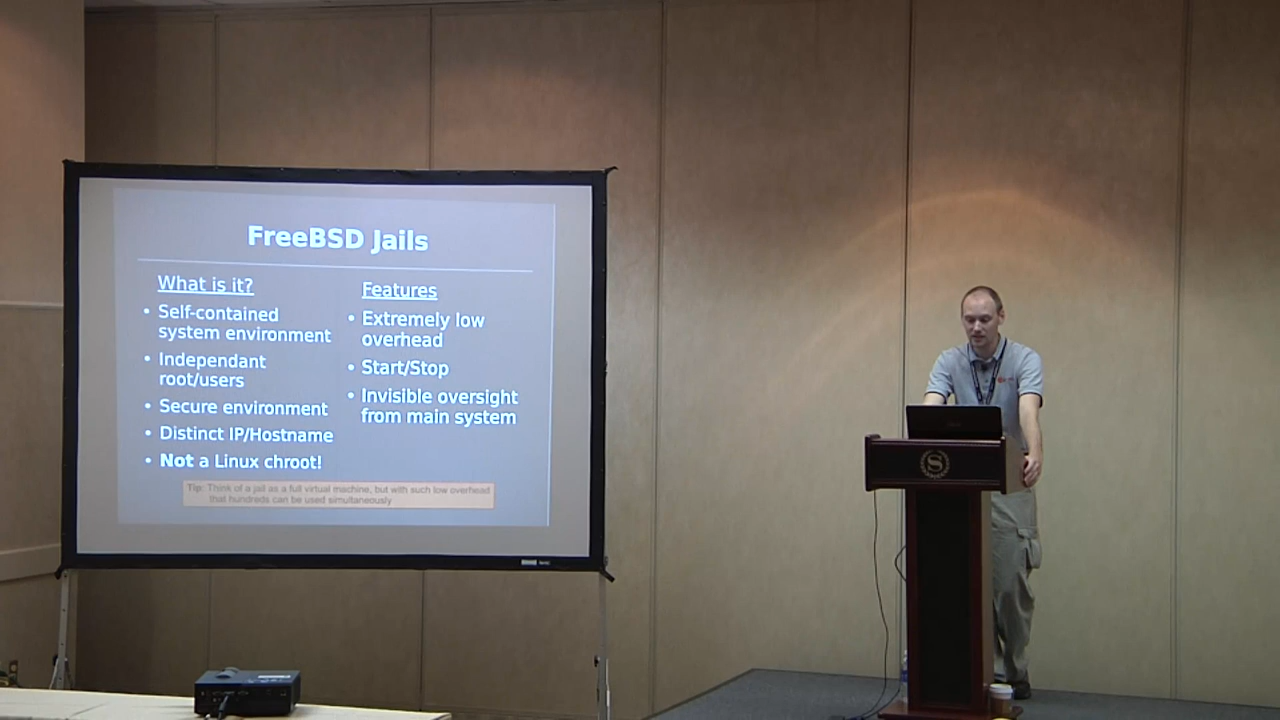 FreeBSD Jails
What is it?
• Self-contained
system environment
• Independant
root/users
• Secure environment
• Distinct IP/Hostname
• Not a Linux chroot!
Features
• Extremely low
overhead
• Start/Stop
• Invisible oversight
from main system
Tip: Think of a jail as a full virtual machine, but with such low overhead
that hundreds can be used simultaneously
S